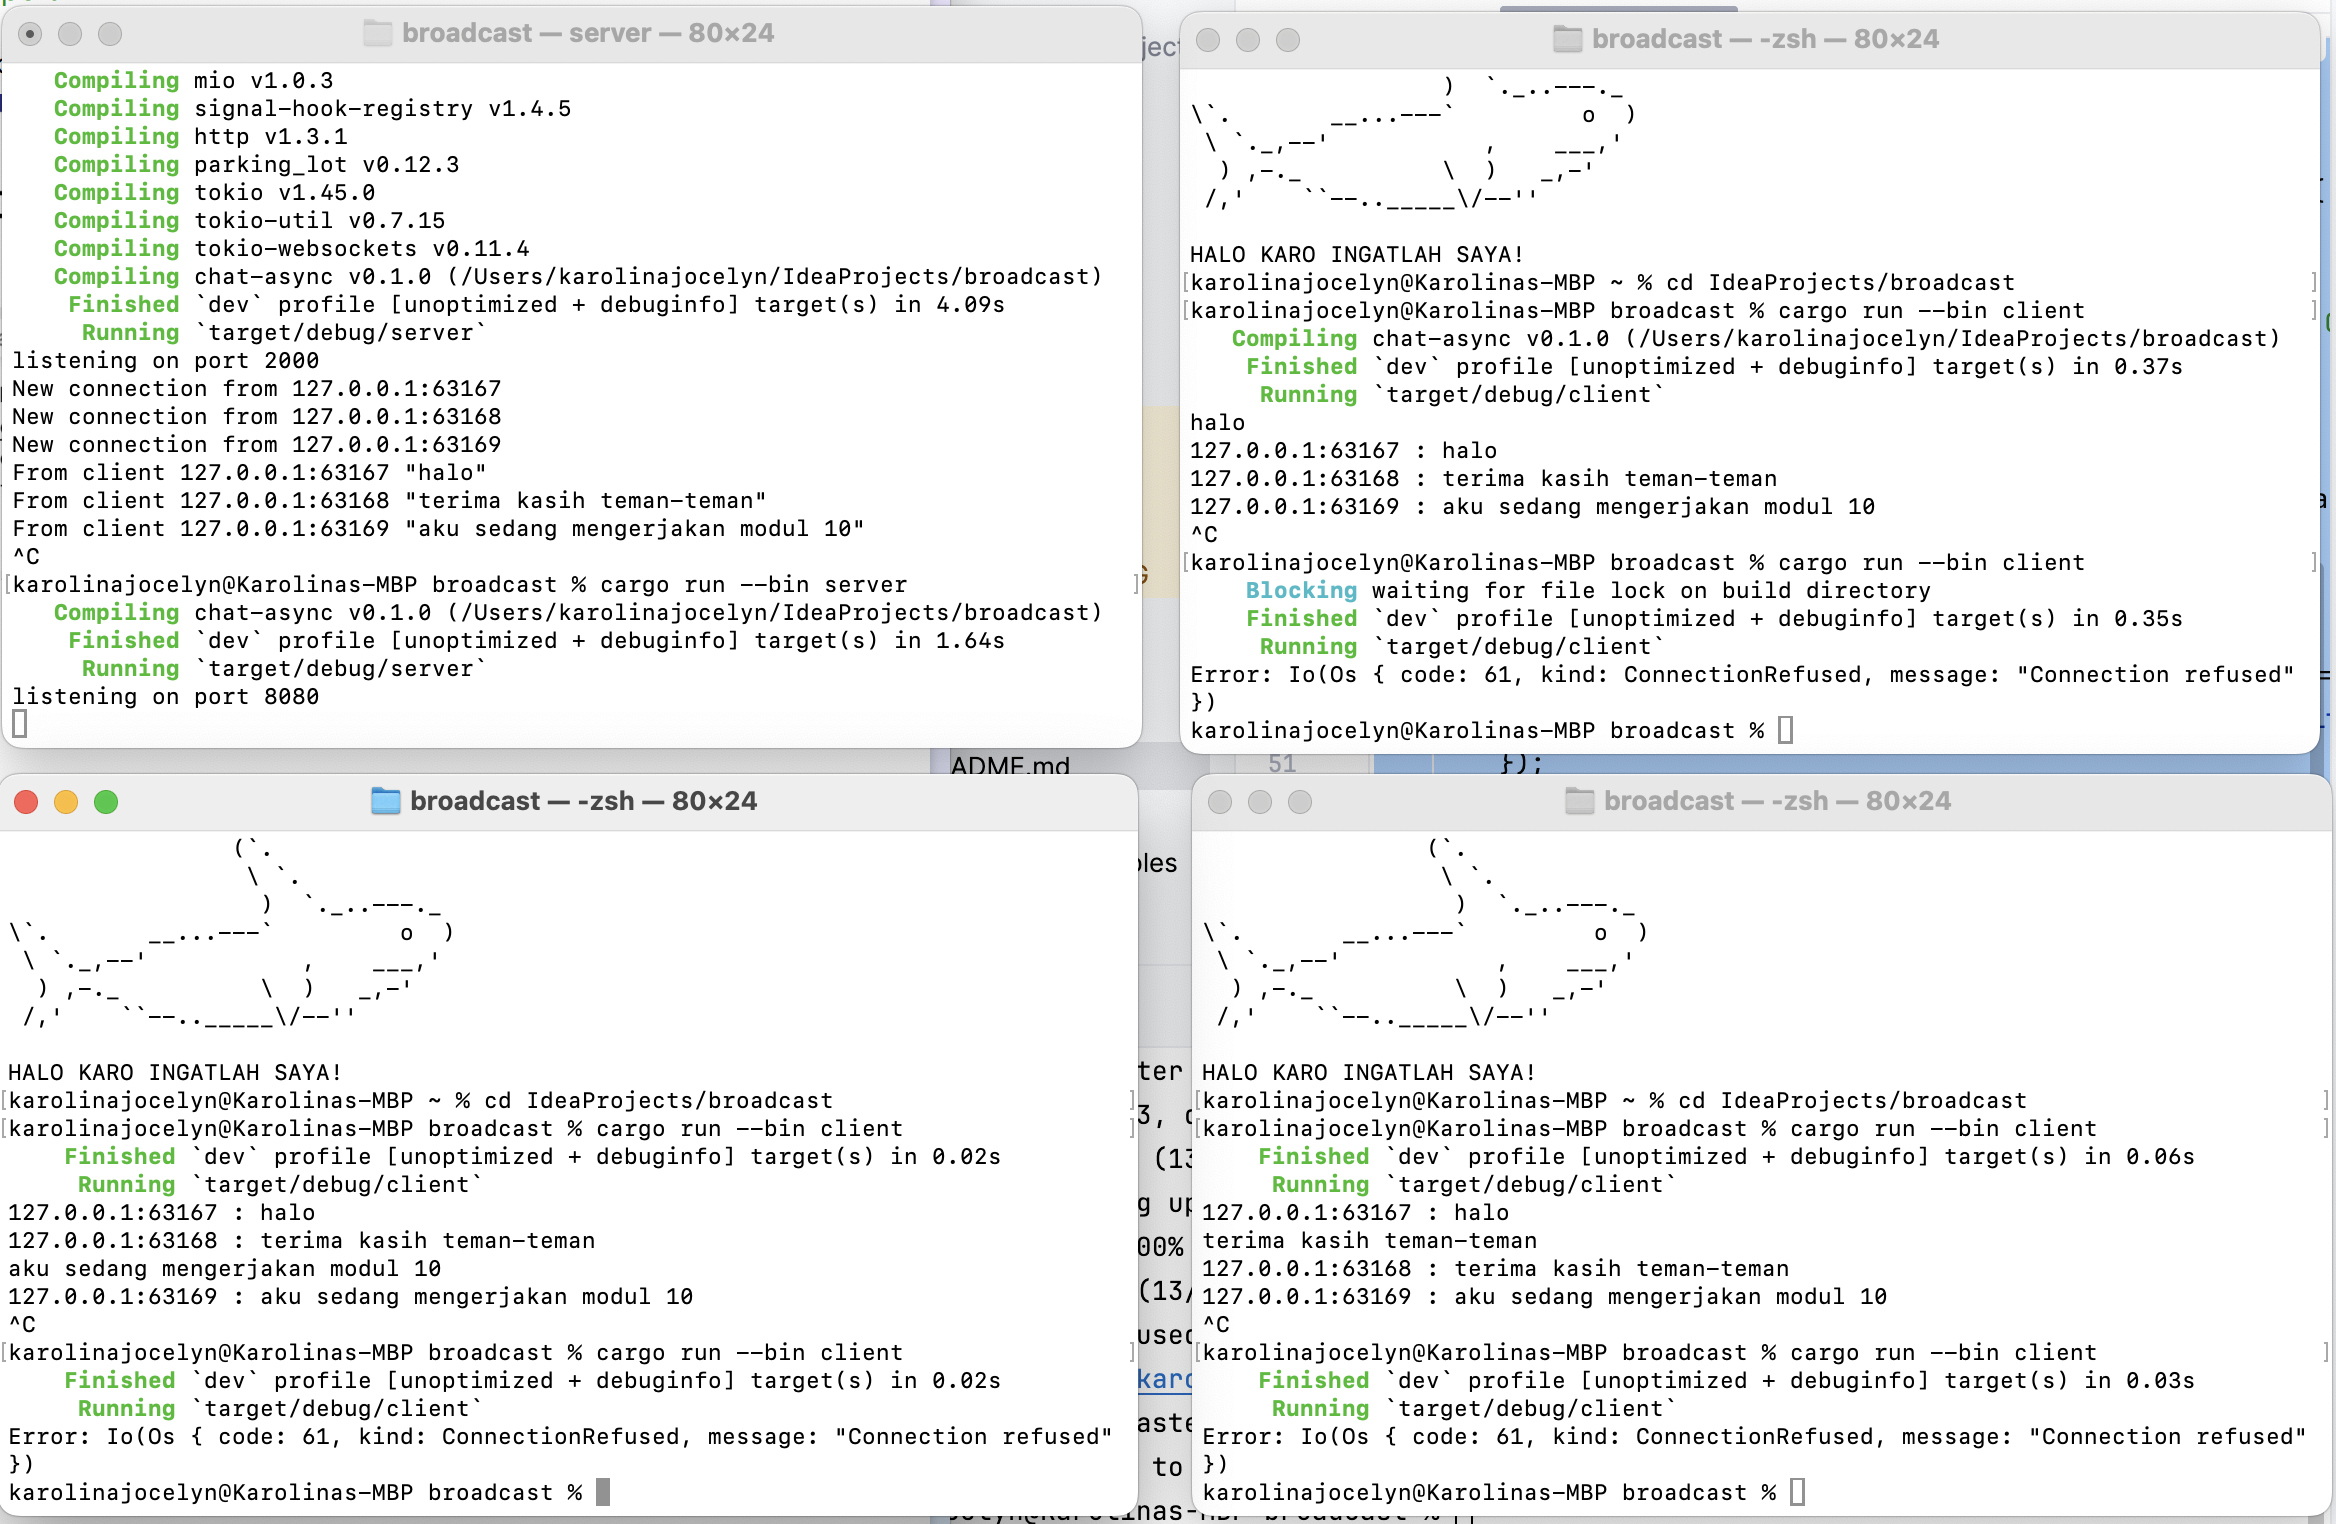 broadcast — server — 80×24
Compiling mio v1.0.3
Compiling signal-hook-registry v1.4.5
Compiling http v1.3.1
Compiling parking_lot v0.12.3
Compiling tokio v1.45.0
Compiling tokio-util v0.7.15
Compiling tokio-websockets v0.11.4
Compiling chat-async v0.1.0 (/Users/karolinajocelyn/IdeaProjects/broadcast)
Finished `dev` profile [unoptimized + debuginfo] target(s) in 4.09s
Running `target/debug/server`
listening on port 2000
New connection from 127.0.0.1:63167
New connection from 127.0.0.1:63168
New connection from 127.0.0.1:63169
From client 127.0.0.1:63167 "halo"
From client 127.0.0.1:63168 "terima kasih teman-teman"
From client 127.0.0.1:63169 "aku sedang mengerjakan modul 10"
^C
karolinajocelyn@Karolinas-MBP broadcast % cargo run --bin server
Compiling chat-async v0.1.0 (/Users/karolinajocelyn/IdeaProjects/broadcast)
Finished `dev` profile [unoptimized + debuginfo] target(s) in 1.64s
Running `target/debug/server`
listening on port 8080
broadcast — -zsh — 80×24
HALO KARO INGATLAH SAYA!
karolinajocelyn@Karolinas-MBP ~ % cd IdeaProjects/broadcast
karolinajocelyn@Karolinas-MBP broadcast % cargo run --bin client
Compiling chat-async v0.1.0 (/Users/karolinajocelyn/IdeaProjects/broadcast)
Finished `dev` profile [unoptimized + debuginfo] target(s) in 0.37s
Running `target/debug/client`
halo
127.0.0.1:63167 : halo
127.0.0.1:63168 : terima kasih teman-teman
127.0.0.1:63169 : aku sedang mengerjakan modul 10
^C
karolinajocelyn@Karolinas-MBP broadcast % cargo run --bin client
Blocking waiting for file lock on build directory
Finished `dev` profile [unoptimized + debuginfo] target(s) in 0.35s
Running `target/debug/client`
Error: Io(Os { code: 61, kind: ConnectionRefused, message: "Connection refused"
})
karolinajocelyn@Karolinas-MBP broadcast %
ADME.md
51
});
broadcast — -zsh — 80×24
HALO KARO INGATLAH SAYA!
karolinajocelyn@Karolinas-MBP ~ % cd IdeaProjects/broadcast
karolinajocelyn@Karolinas-MBP broadcast % cargo run --bin client
Finished `dev` profile [unoptimized + debuginfo] target(s) in 0.02s
Running `target/debug/client`
127.0.0.1:63167 : halo
127.0.0.1:63168 : terima kasih teman-teman
aku sedang mengerjakan modul 10
127.0.0.1:63169 : aku sedang mengerjakan modul 10
^C
karolinajocelyn@Karolinas-MBP broadcast % cargo run --bin client
Finished `dev` profile [unoptimized + debuginfo] target(s) in 0.02s
Running `target/debug/client`
Error: Io(Os { code: 61, kind: ConnectionRefused, message: "Connection refused"
})
karolinajocelyn@Karolinas-MBP broadcast %
broadcast — -zsh — 80×24
HALO KARO INGATLAH SAYA!
karolinajocelyn@Karolinas-MBP ~ % cd IdeaProjects/broadcast
karolinajocelyn@Karolinas-MBP broadcast % cargo run --bin client
Finished `dev` profile [unoptimized + debuginfo] target(s) in 0.06s
Running `target/debug/client`
127.0.0.1:63167 : halo
terima kasih teman-teman
127.0.0.1:63168 : terima kasih teman-teman
127.0.0.1:63169 : aku sedang mengerjakan modul 10
^C
karolinajocelyn@Karolinas-MBP broadcast % cargo run --bin client
Finished `dev` profile [unoptimized + debuginfo] target(s) in 0.03s
Running `target/debug/client`
Error: Io(Os { code: 61, kind: ConnectionRefused, message: "Connection refused"
})
karolinajocelyn@Karolinas-MBP broadcast %